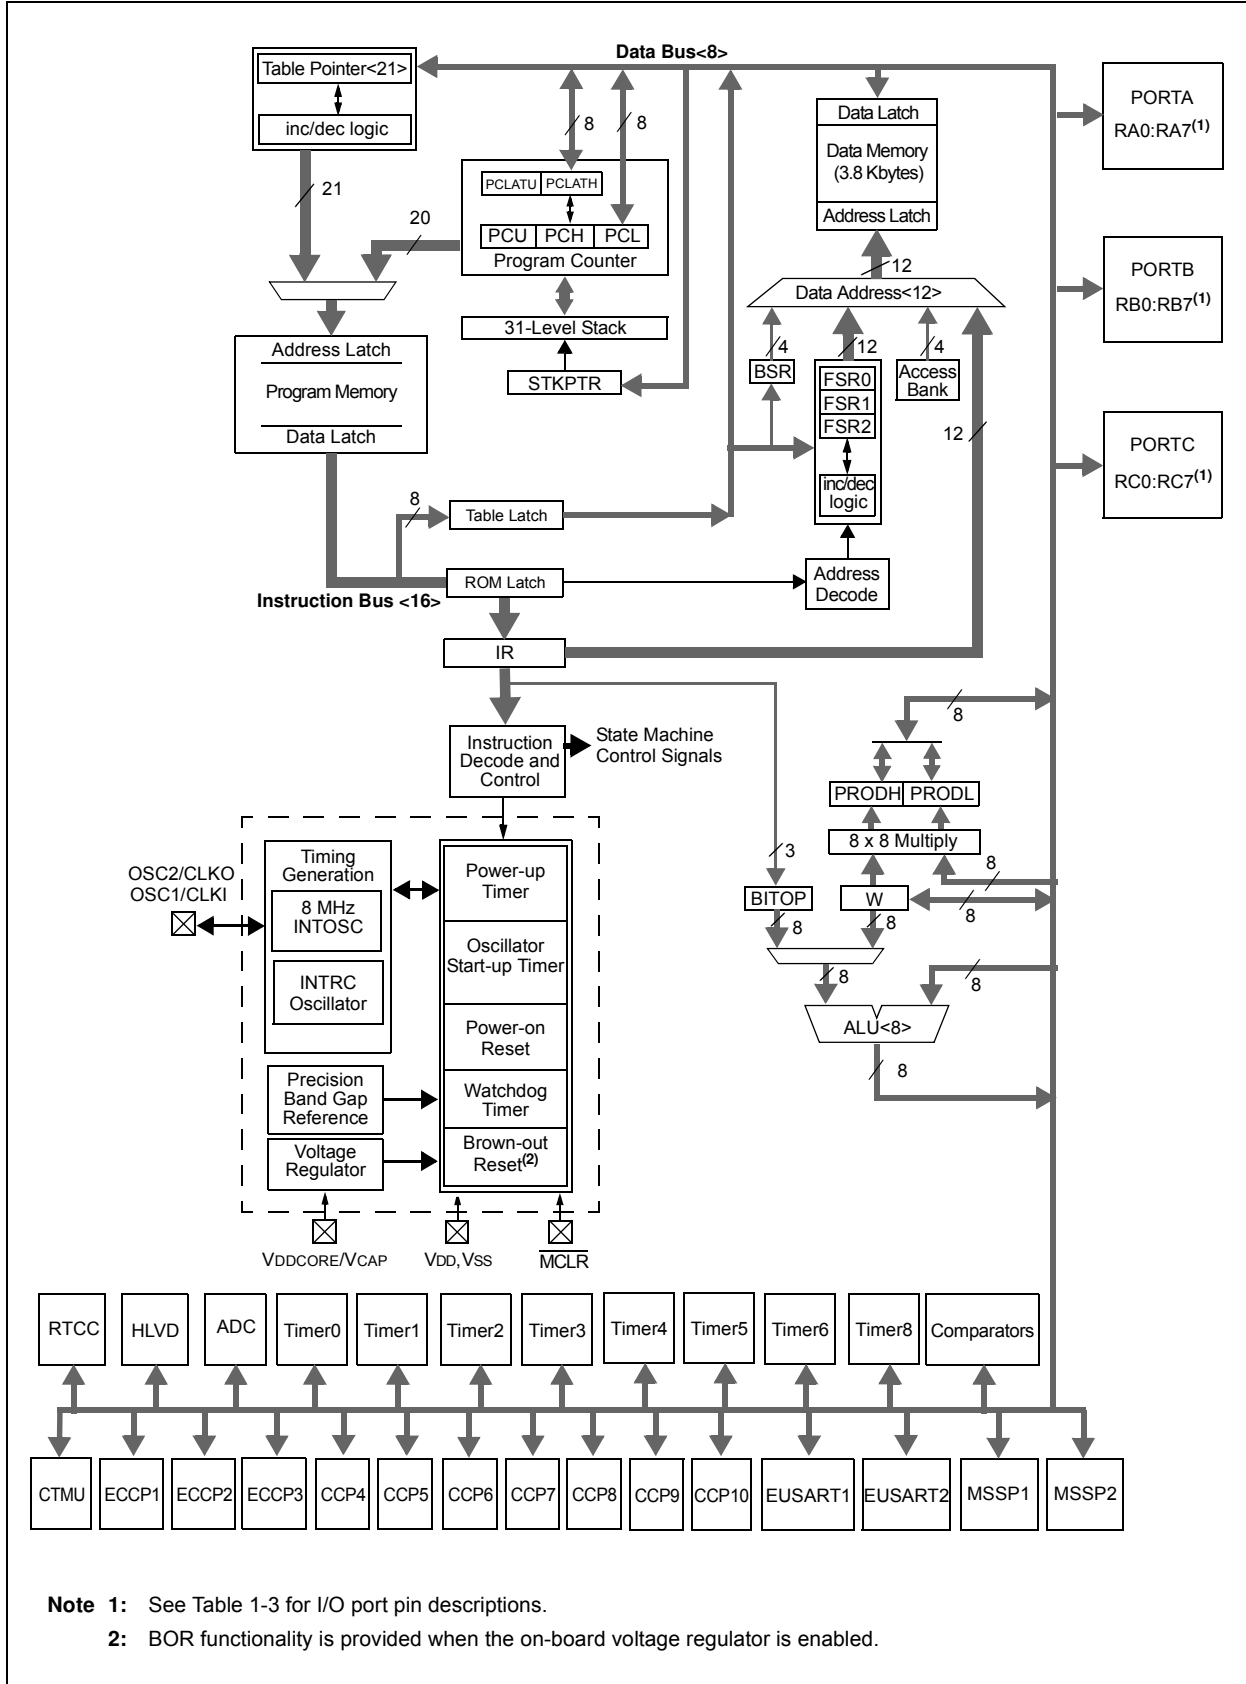 Data Bus<8>
Table Pointer<21>
inc/dec logic
21
20
8
8
PCLATU PCLATH
PCU PCH PCL
Program Counter
31-Level Stack
STKPTR
Data Latch
Data Memory
(3.8 Kbytes)
Address Latch
12
Data Address<12>
4
12
4
BSR
FSR0
FSR1
FSR2
inc/dec
logic
Access
Bank
12
PORTA
RA0:RA7(1)
PORTB
RB0:RB7(1)
PORTC
RC0:RC7(1)
Address Latch
Program Memory
Data Latch
8
Table Latch
ROM Latch
Instruction Bus <16>
Address
Decode
IR
Instruction
Decode and
Control
State Machine
Control Signals
8
PRODH PRODL
8 x 8 Multiply
3
8
BITOP
W
8
8
8
8
8
ALU<8>
8
OSC2/CLKO
OSC1/CLKI
Timing
Generation
8 MHz
INTOSC
INTRC
Oscillator
Power-up
Timer
Oscillator
Start-up Timer
Power-on
Reset
Watchdog
Timer
Brown-out
Reset(2)
Precision
Band Gap
Reference
Voltage
Regulator
VDDCORE/VCAP
VDD, VSS
MCLR
RTCC
HLVD
ADC
Timer0
Timer1
Timer2
Timer3
Timer4
Timer5
Timer6
Timer8
Comparators
CTMU
ECCP1
ECCP2
ECCP3
CCP4
CCP5
CCP6
CCP7
CCP8
CCP9
CCP10
EUSART1
EUSART2
MSSP1
MSSP2
Note 1: See Table 1-3 for I/O port pin descriptions.
2: BOR functionality is provided when the on-board voltage regulator is enabled.